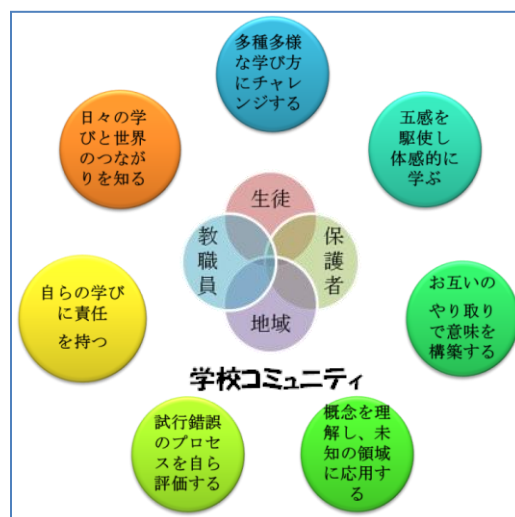 多種多様
な学び方
にチャレ
ンジする
日々の学
びと世界
のつなが
りを知る
五感を
駆使し
体感的に
学ぶ
生徒
教職員
保護者
地域
自らの学び
に責任
を持つ
お互いの
やり取り
で意味を
構築する
学校コミュニティ
試行錯誤
のプロセ
スを自ら
評価する
概念を理
解し、未
知の領域
に応用す
る